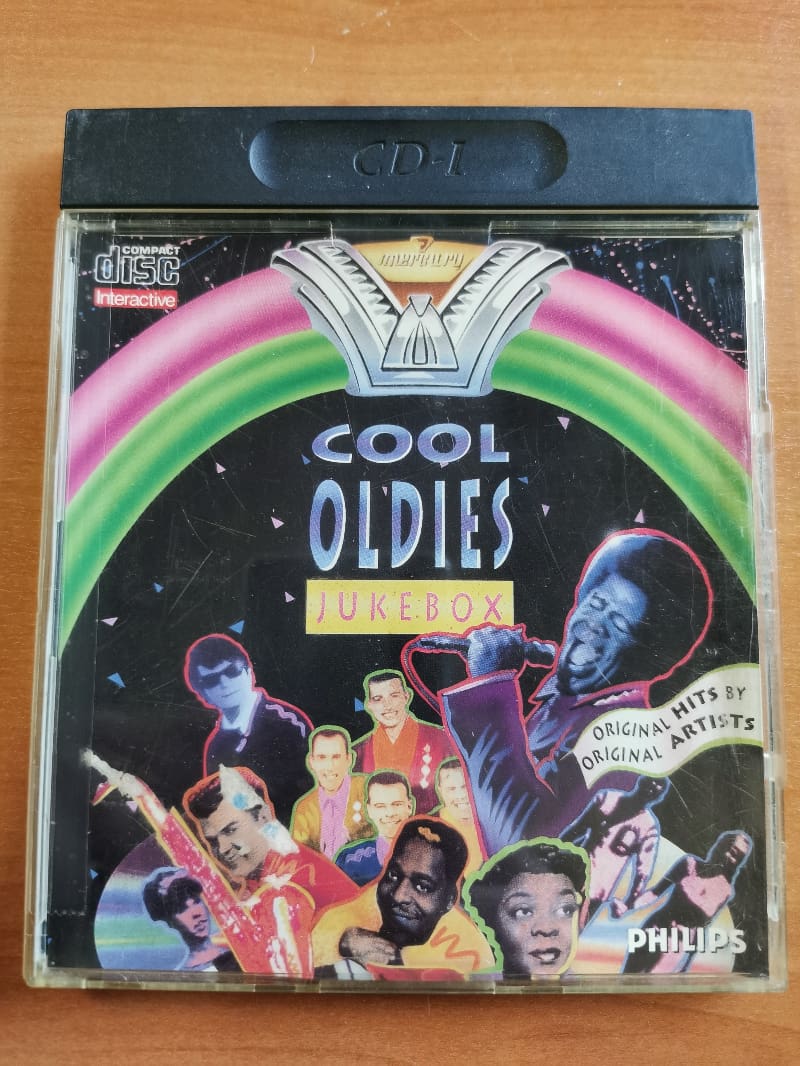 CD-I
COMPACT
disc
Interactive
mercury
COOL
OLDIES
JUKEBOX
ORIGINAL HITS BY
ORIGINAL ARTISTS
PHILIPS